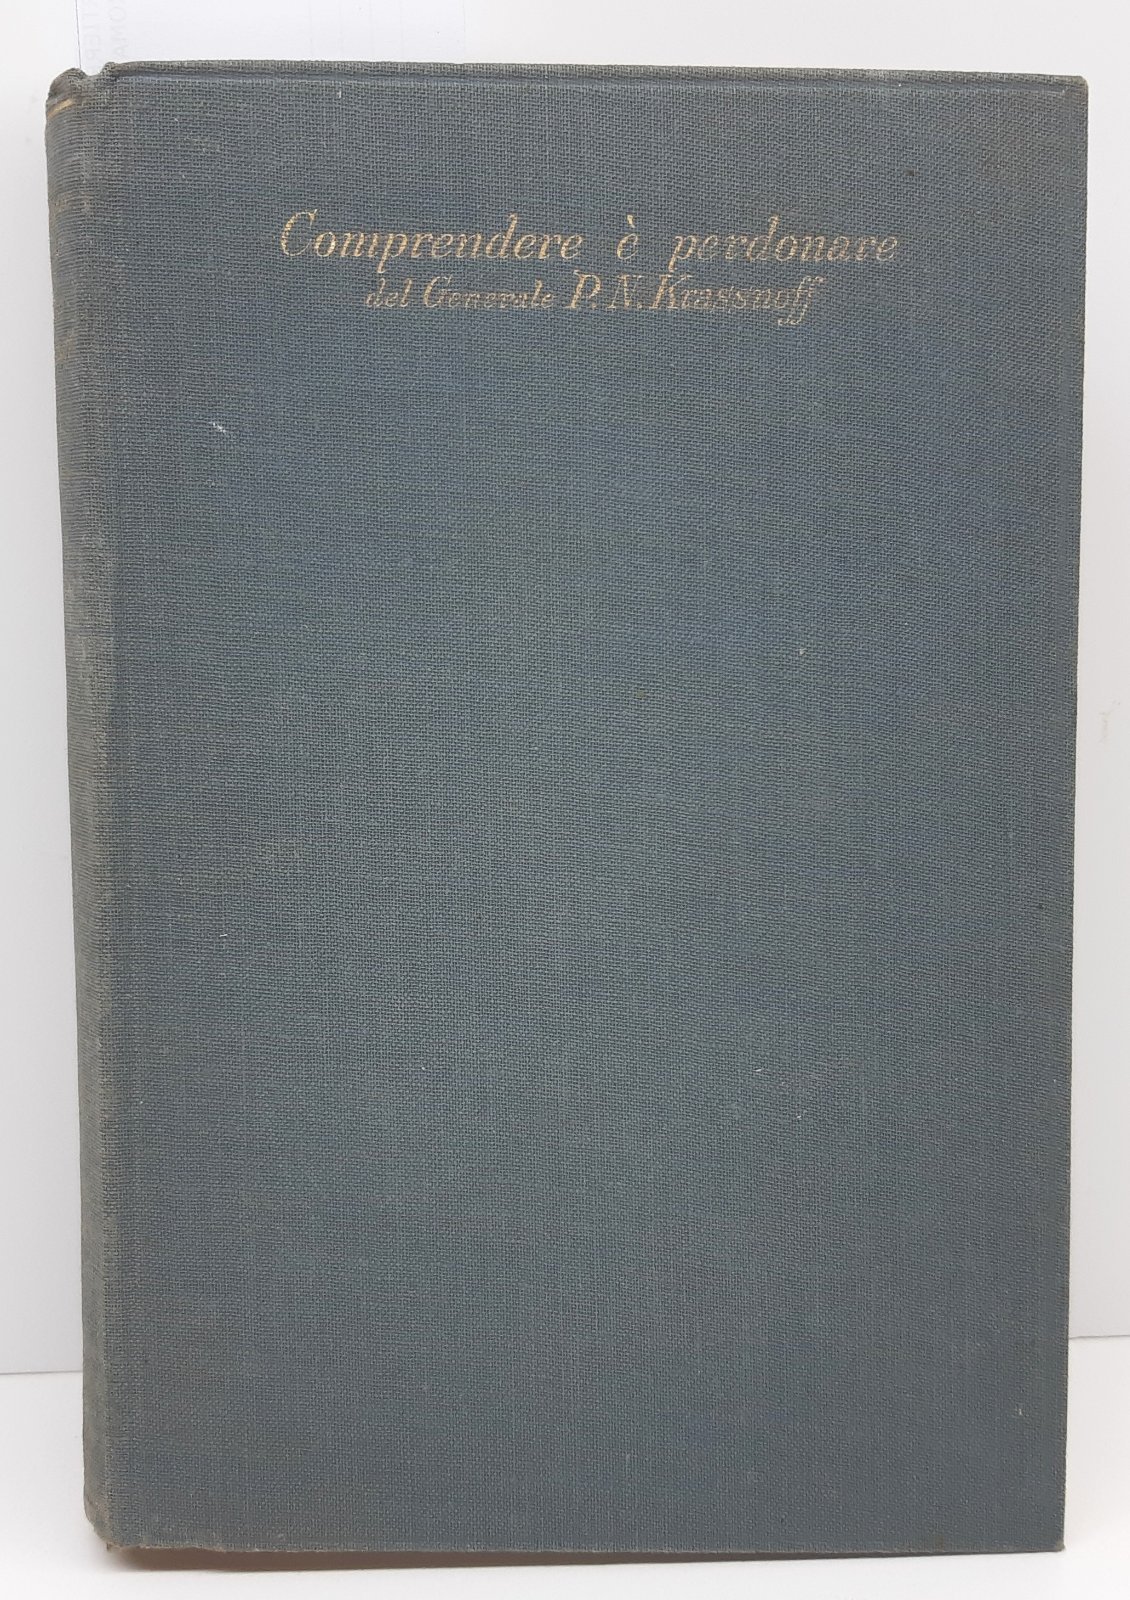 Comprendere è perdonare
del Generale P. N. Krassnoff